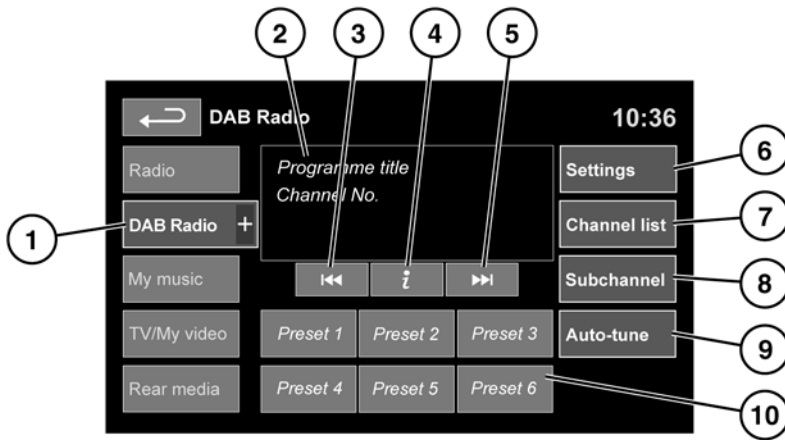 2 3 4 5
DAB Radio 10:36
Radio
Programme title
Channel No.
Settings
6
1
DAB Radio +
Channel list
7
My music
i
Subchannel
8
TV/My video
Preset 1 Preset 2 Preset 3
Auto-tune
9
Rear media
Preset 4 Preset 5 Preset 6
10